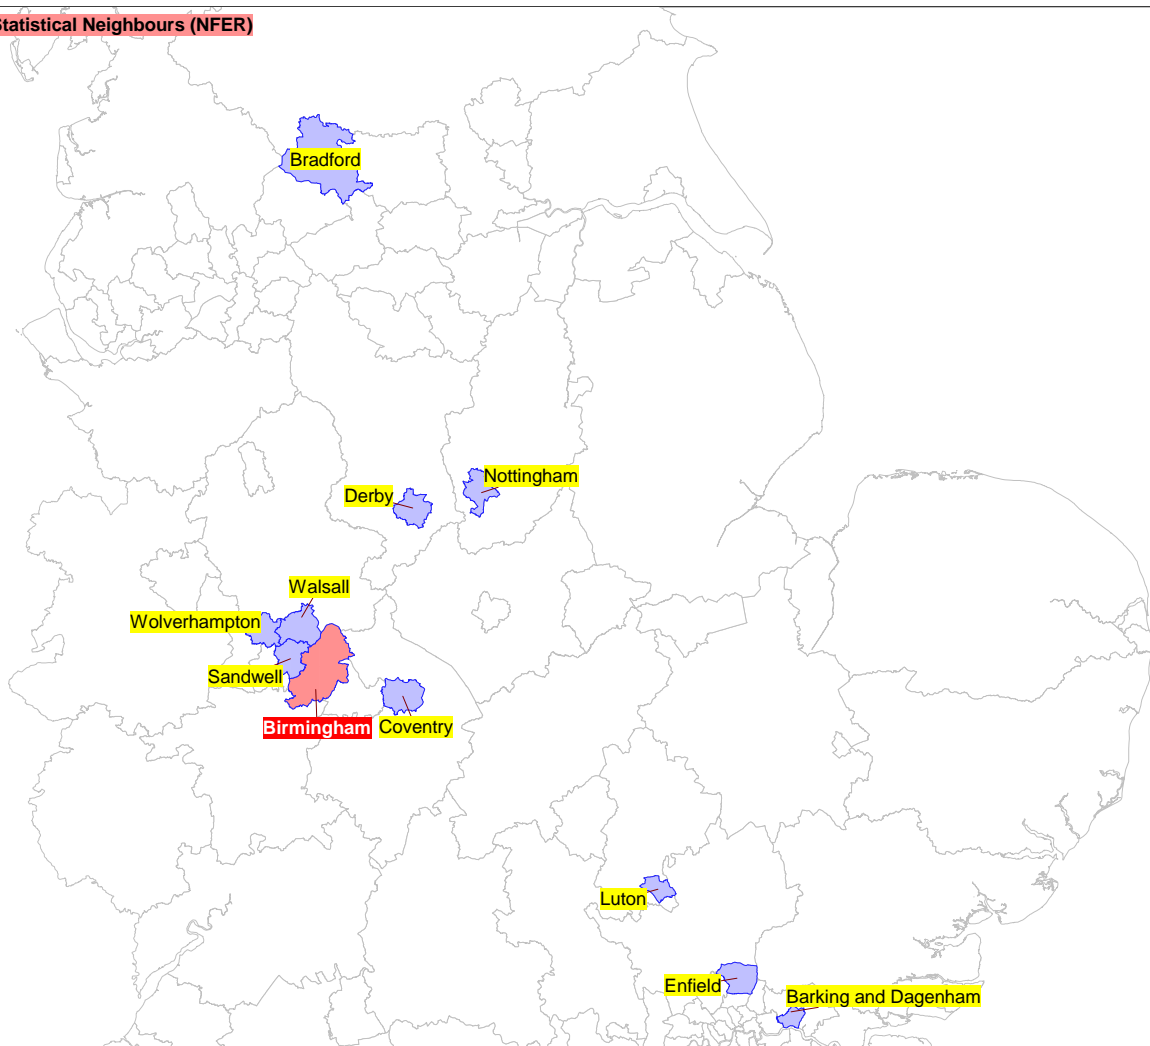 Statistical Neighbours (NFER)
Bradford
Nottingham
Derby
Walsall
Wolverhampton
Sandwell
Birmingham
Coventry
Luton
Enfield
Barking and Dagenham